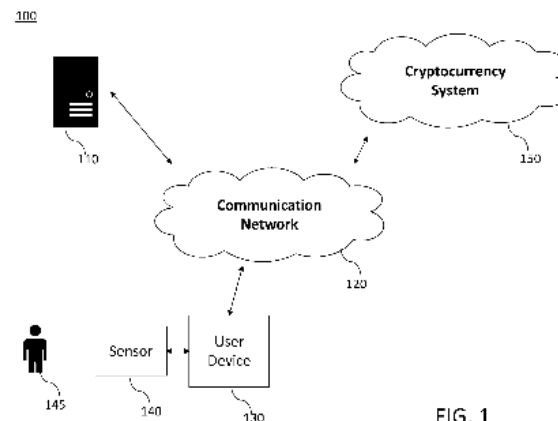 100
Cryptocurrency
System
110
150
Communication
Network
120
User
Device
Sensor
145
140
130
FIG. 1